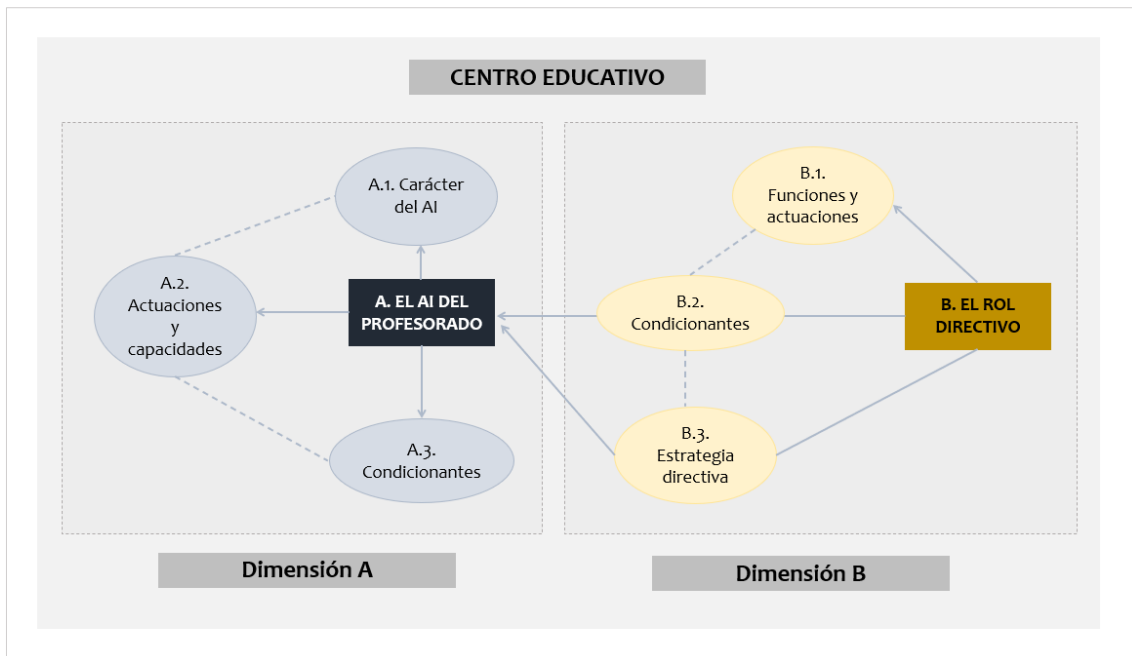 CENTRO EDUCATIVO
A.1. Carácter
del AI
A.2.
Actuaciones
y
capacidades
A. EL AI DEL
PROFESORADO
A.3.
Condicionantes
Dimensión A
B.1.
Funciones y
actuaciones
B.2.
Condicionantes
B. EL ROL
DIRECTIVO
B.3.
Estrategia
directiva
Dimensión B